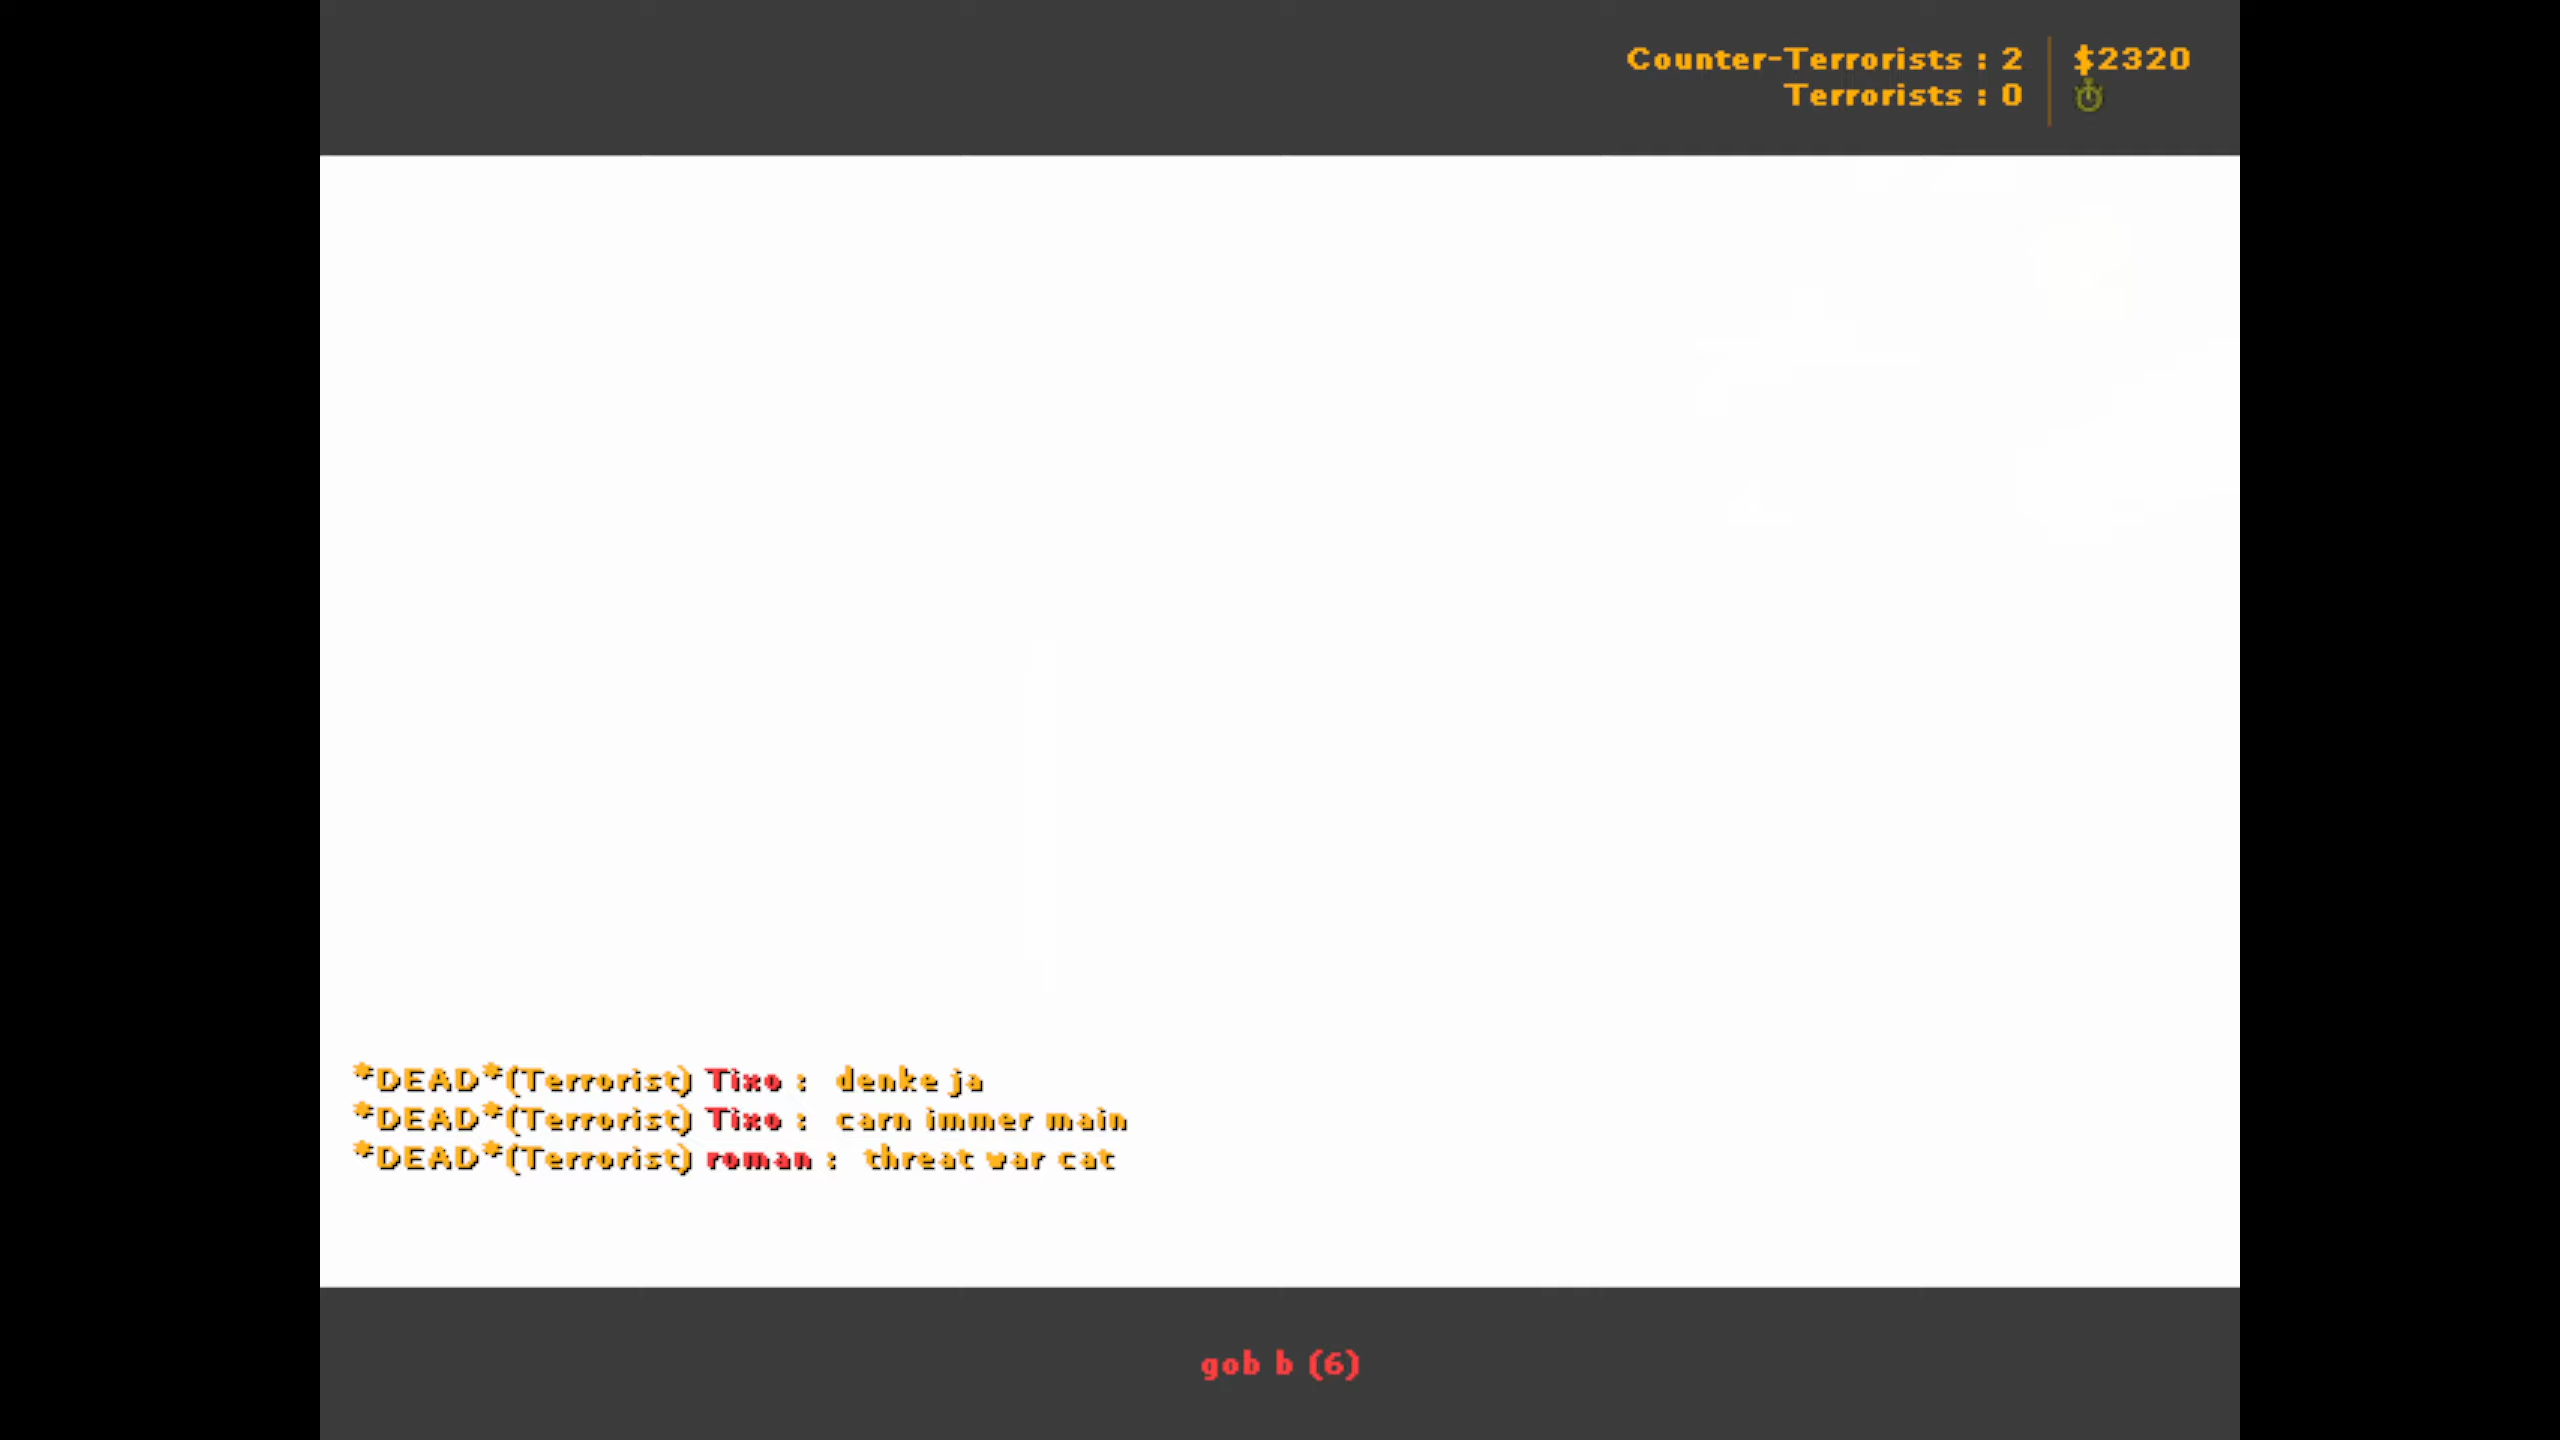 Counter-Terrorists : 2
$2320
Terrorists : 0
*DEAD*(Terrorist) Tixo :  denke ja
*DEAD*(Terrorist) Tixo :  carn immer main
*DEAD*(Terrorist) roman :  threat war cat
gob b (6)